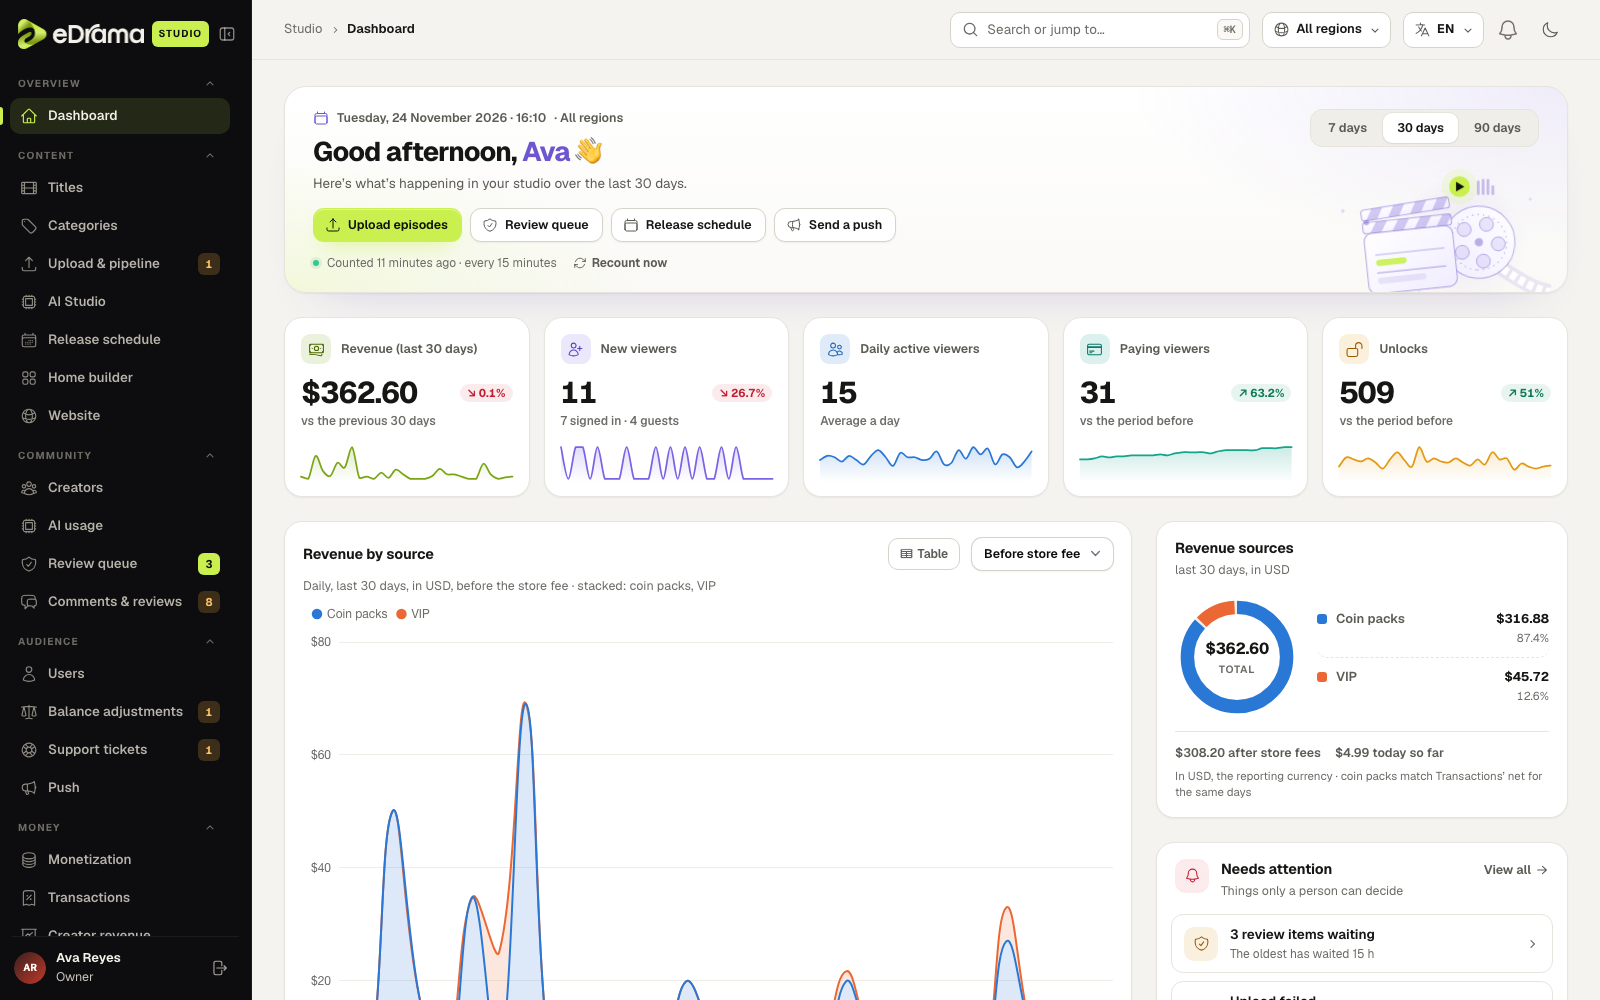 eDrama STUDIO
OVERVIEW
Dashboard
CONTENT
Titles
Categories
Upload & pipeline 1
AI Studio
Release schedule
Home builder
Website
COMMUNITY
Creators
AI usage
Review queue 3
Comments & reviews 8
AUDIENCE
Users
Balance adjustments 1
Support tickets 1
Push
MONEY
Monetization
Transactions
Creator revenue
AR
Ava Reyes
Owner
Studio › Dashboard
Search or jump to... ⌘K
All regions
EN
Tuesday, 24 November 2026 · 16:10 · All regions
7 days 30 days 90 days
Good afternoon, Ava 👋
Here's what's happening in your studio over the last 30 days.
Upload episodes Review queue Release schedule Send a push
Counted 11 minutes ago · every 15 minutes Recount now
Revenue (last 30 days)
$362.60 ↘ 0.1%
vs the previous 30 days
New viewers
11 ↘ 26.7%
7 signed in · 4 guests
Daily active viewers
15
Average a day
Paying viewers
31 ↗ 63.2%
vs the period before
Unlocks
509 ↗ 51%
vs the period before
Revenue by source
Table Before store fee
Daily, last 30 days, in USD, before the store fee · stacked: coin packs, VIP
Coin packs VIP
$80
$60
$40
$20
Revenue sources
last 30 days, in USD
$362.60
TOTAL
Coin packs $316.88
87.4%
VIP $45.72
12.6%
$308.20 after store fees $4.99 today so far
In USD, the reporting currency · coin packs match Transactions' net for
the same days
Needs attention View all →
Things only a person can decide
3 review items waiting
The oldest has waited 15 h
Upload failed